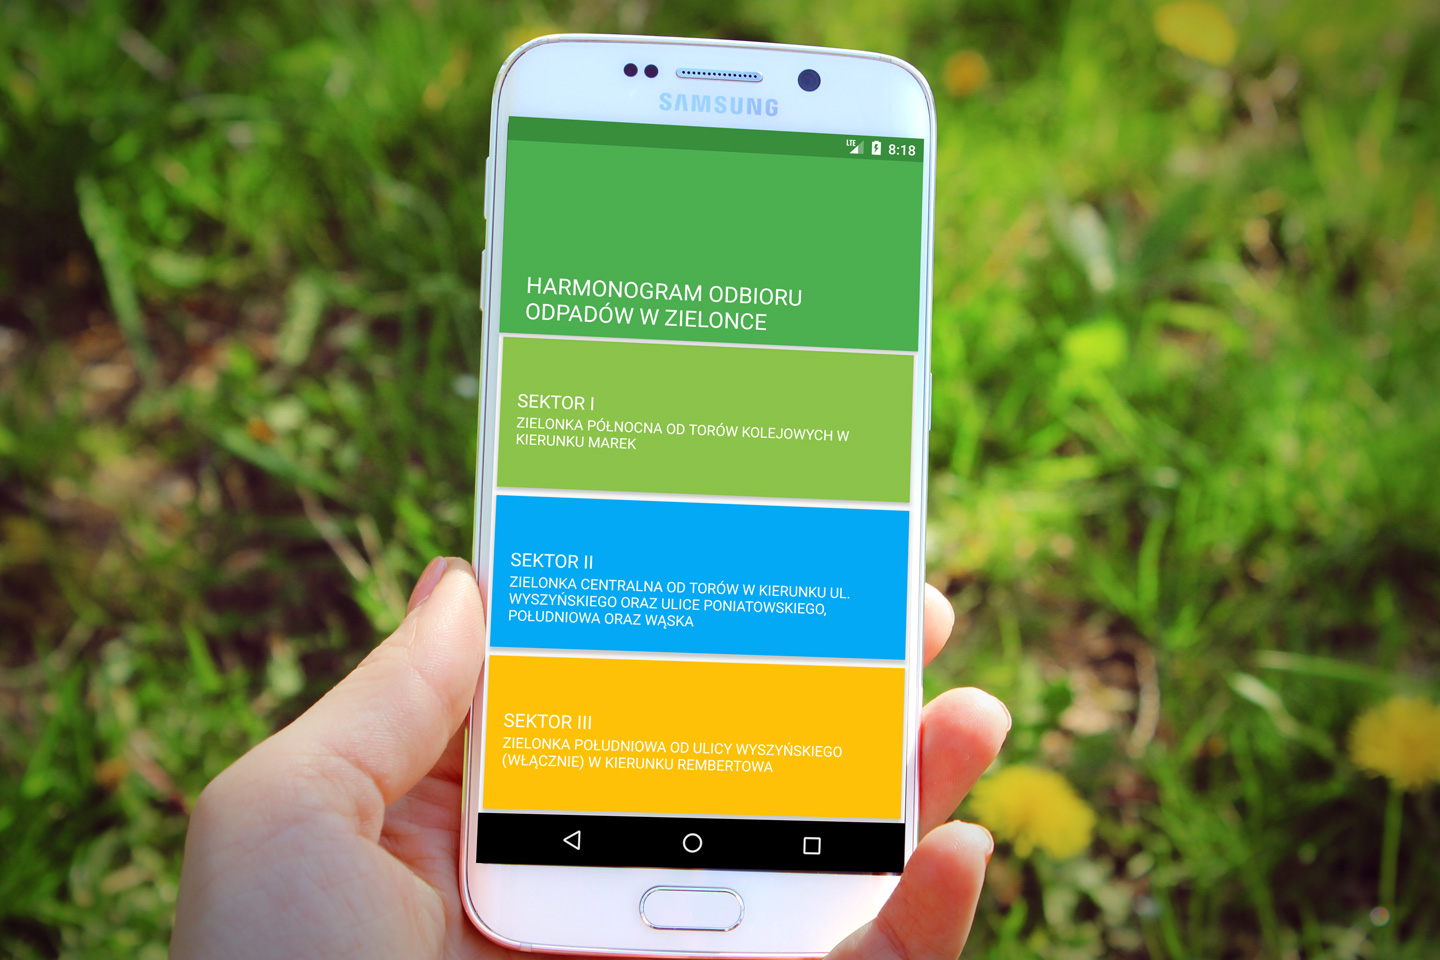 SAMSUNG
LTE 8:18
HARMONOGRAM ODBIORU
ODPADÓW W ZIELONCE
SEKTOR I
ZIELONKA PÓŁNOCNA OD TORÓW KOLEJOWYCH W
KIERUNKU MAREK
SEKTOR II
ZIELONKA CENTRALNA OD TORÓW W KIERUNKU UL.
WYSZYŃSKIEGO ORAZ ULICE PONIATOWSKIEGO,
POŁUDNIOWA ORAZ WĄSKA
SEKTOR III
ZIELONKA POŁUDNIOWA OD ULICY WYSZYŃSKIEGO
(WŁĄCZNIE) W KIERUNKU REMBERTOWA